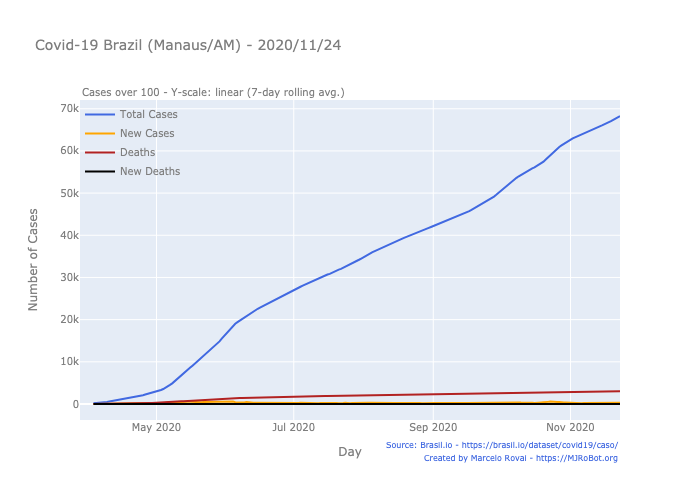 Covid-19 Brazil (Manaus/AM) - 2020/11/24
Cases over 100 - Y-scale: linear (7-day rolling avg.)
70k
60k
50k
40k
30k
20k
10k
0
Total Cases
New Cases
Deaths
New Deaths
Number of Cases
May 2020
Jul 2020
Sep 2020
Nov 2020
Day
Source: Brasil.io - https://brasil.io/dataset/covid19/caso/
Created by Marcelo Rovai - https://MJRoBot.org